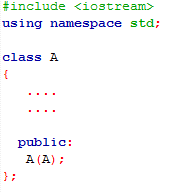 #include <iostream>
using namespace std;
class A
{
....
....
public:
A(A);
};